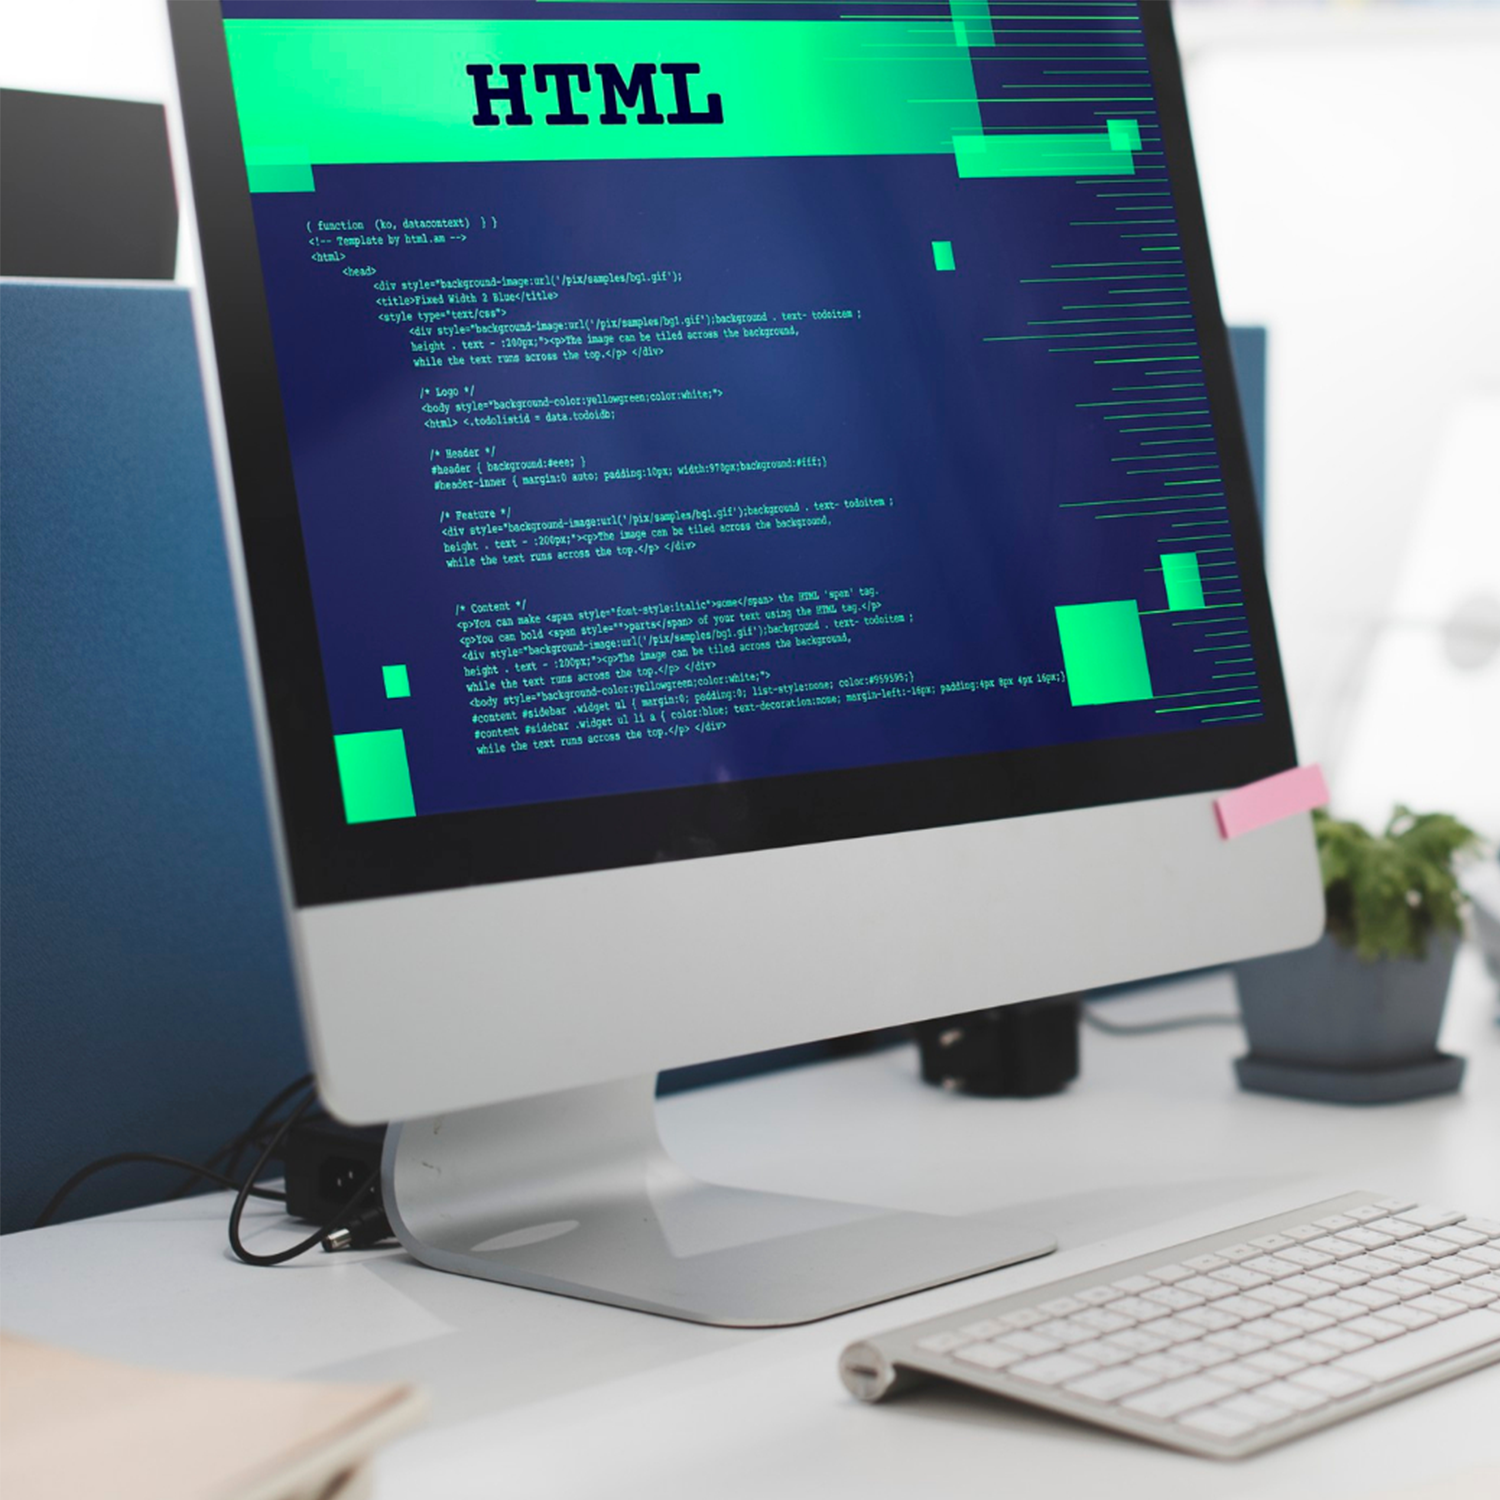 HTML
( function (ko, datacontext) } }
<!-- Template by html.am -->
<html>
<head>
<div style="background-image:url('/pix/samples/bg1.gif');
<title>Fixed Width 2 Blue</title>
<style type="text/css">
<div style="background-image:url('/pix/samples/bg1.gif');background . text- todoitem ;
height . text - :200px;"><p>The image can be tiled across the background,
while the text runs across the top.</p> </div>
/* Logo */
<body style="background-color:yellowgreen;color:white;">
<html> <.todolistid = data.todoidb;
/* Header */
#header { background:#eee; }
#header-inner { margin:0 auto; padding:10px; width:970px;background:#fff;}
/* Feature */
<div style="background-image:url('/pix/samples/bg1.gif');background . text- todoitem ;
height . text - :200px;"><p>The image can be tiled across the background,
while the text runs across the top.</p> </div>
/* Content */
<p>You can make <span style="font-style:italic">some</span> the HTML 'span' tag.
<p>You can bold <span style="">parts</span> of your text using the HTML tag.</p>
<div style="background-image:url('/pix/samples/bg1.gif');background . text- todoitem ;
height . text - :200px;"><p>The image can be tiled across the background,
while the text runs across the top.</p> </div>
<body style="background-color:yellowgreen;color:white;">
#content #sidebar .widget ul { margin:0; padding:0; list-style:none; color:#959595;}
#content #sidebar .widget ul li a { color:blue; text-decoration:none; margin-left:-16px; padding:4px 8px 4px 16px;}
while the text runs across the top.</p> </div>